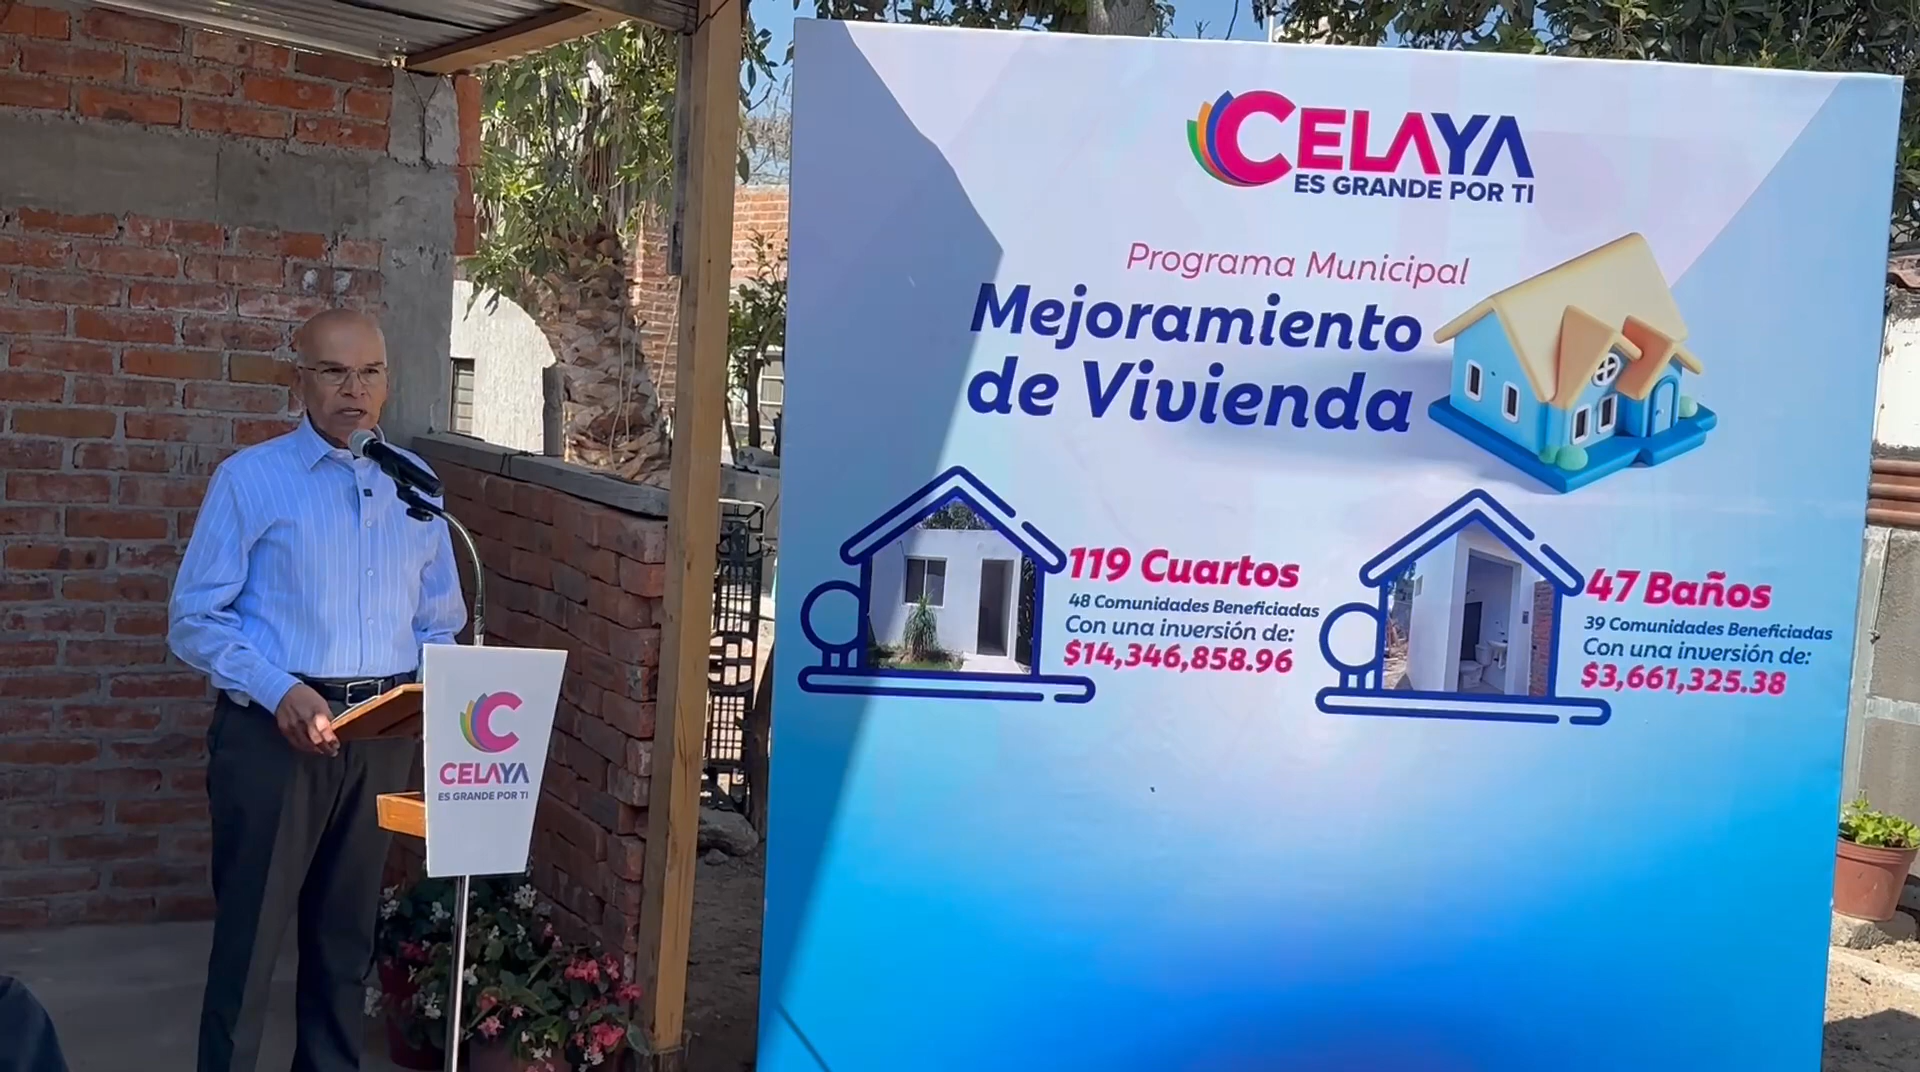 CELAYA
ES GRANDE POR TI
Programa Municipal
Mejoramiento
de Vivienda
119 Cuartos
48 Comunidades Beneficiadas
Con una inversión de:
$14,346,858.96
47 Baños
39 Comunidades Beneficiadas
Con una inversión de:
$3,661,325.38
C
CELAYA
ES GRANDE POR TI